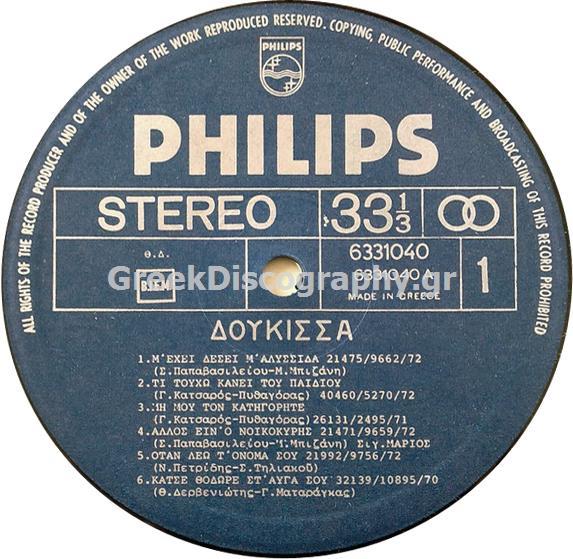 ALL RIGHTS OF THE RECORD PRODUCER AND OF THE OWNER OF THE WORK REPRODUCED RESERVED. COPYING, PUBLIC PERFORMANCE AND BROADCASTING OF THIS RECORD PROHIBITED
PHILIPS
PHILIPS
STEREO 33 1/3
Θ.Δ. 6331040
BIEM 6331040 A 1
GreekDiscography.gr
MADE IN GREECE
ΔΟΥΚΙΣΣΑ
1.Μ'ΕΧΕΙ ΔΕΣΕΙ Μ'ΑΛΥΣΣΙΔΑ 21475/9662/72
(Σ.Παπαβασιλείου-Μ.Μπιζάνη)
2.ΤΙ ΤΟΥΧΩ ΚΑΝΕΙ ΤΟΥ ΠΑΙΔΙΟΥ
(Γ.Κατσαρός-Πυθαγόρας) 40460/5270/72
3.ΜΗ ΜΟΥ ΤΟΝ ΚΑΤΗΓΟΡΗΤΕ
(Γ.Κατσαρός-Πυθαγόρας)26131/2495/71
4.ΑΛΛΟΣ ΕΙΝ'Ο ΝΟΙΚΟΚΥΡΗΣ 21471/9659/72
(Σ.Παπαβασιλείου-Μ.Μπιζάνη) Σιγ.ΜΑΡΙΟΣ
5.ΟΤΑΝ ΛΕΩ Τ'ΟΝΟΜΑ ΣΟΥ 21992/9756/72
(Ν.Πετρίδης-Σ.Τηλιακού)
6.ΚΑΤΣΕ ΘΟΔΩΡΕ ΣΤ'ΑΥΓΑ ΣΟΥ 32139/10895/70
(Θ.Δερβενιώτης-Γ.Ματαράγκας)